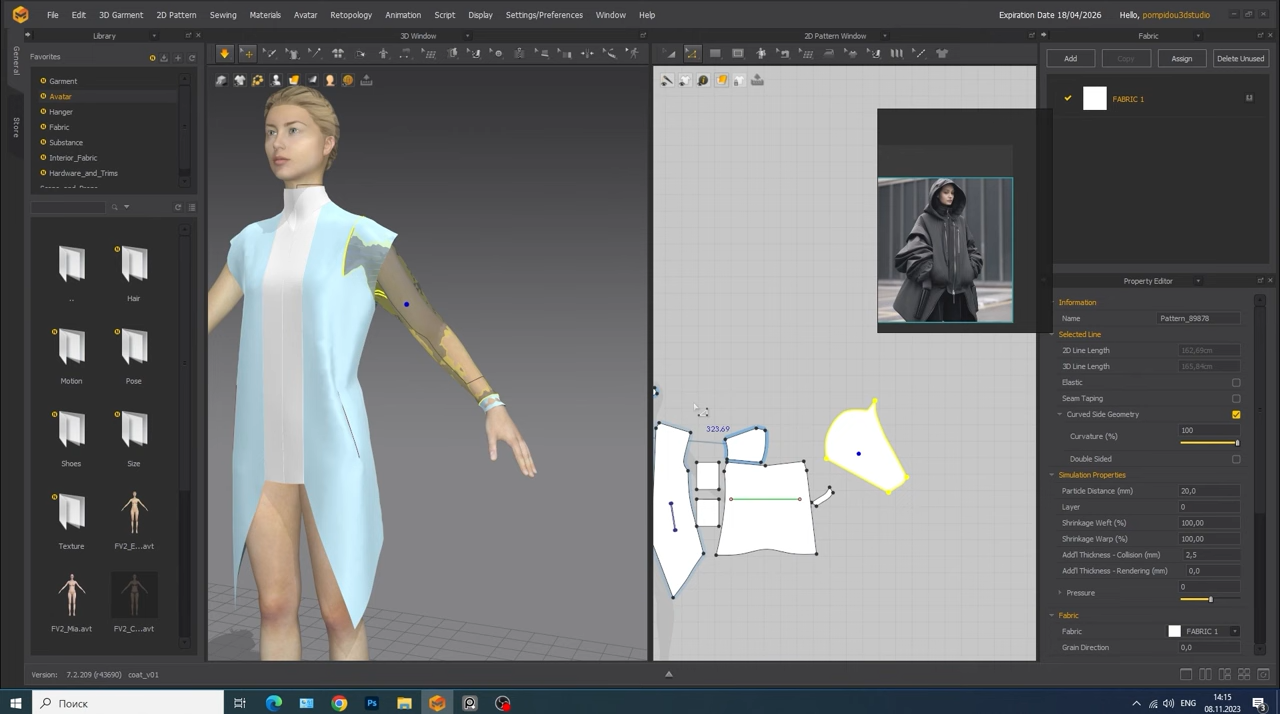 File Edit 3D Garment 2D Pattern Sewing Materials Avatar Retopology Animation Script Display Settings/Preferences Window Help
Expiration Date 18/04/2026 Hello, pompidou3dstudio
Library
3D Window
2D Pattern Window
Fabric
General
Store
Favorites
Garment
Avatar
Hanger
Fabric
Substance
Interior_Fabric
Hardware_and_Trims
..
Hair
Motion
Pose
Shoes
Size
Texture
FV2_E...avt
FV2_Mia.avt
FV2_C...avt
323.69
Add Copy Assign Delete Unused
FABRIC 1
Property Editor
Information
Name Pattern_89878
Selected Line
2D Line Length 162,69cm
3D Line Length 165,84cm
Elastic
Seam Taping
Curved Side Geometry
Curvature (%) 100
Double Sided
Simulation Properties
Particle Distance (mm) 20,0
Layer 0
Shrinkage Weft (%) 100,00
Shrinkage Warp (%) 100,00
Add'l Thickness - Collision (mm) 2,5
Add'l Thickness - Rendering (mm) 0,0
Pressure 0
Fabric
Fabric FABRIC 1
Grain Direction 0,0
Version: 7.2.209 (r43690) coat_v01
Поиск
Ps
ENG
14:15
08.11.2023
3